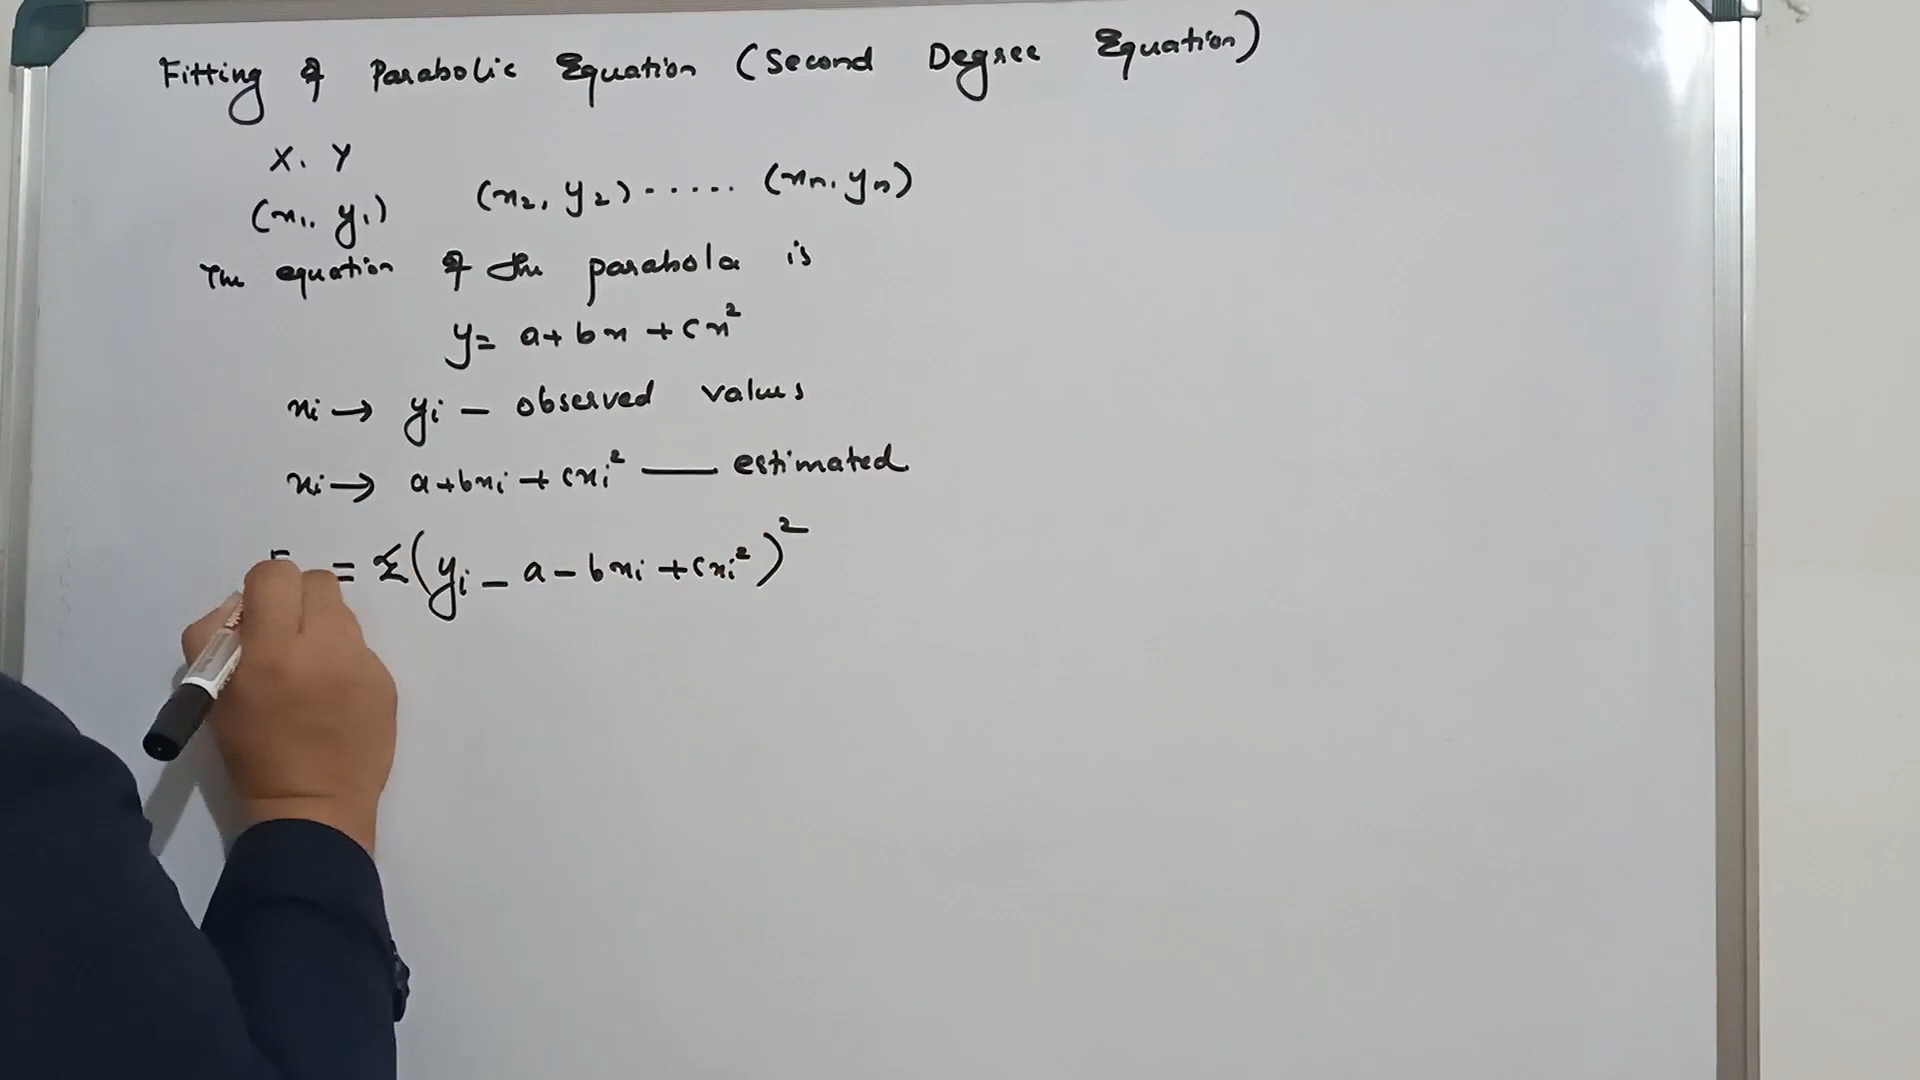 Fitting of Parabolic Equation (Second Degree Equation)
X, Y
(x₁, y₁) (x₂, y₂) ...... (xₙ, yₙ)
The equation of the parabola is
y = a + bx + cx²
xᵢ → yᵢ — observed values
xᵢ → a + bxᵢ + cxᵢ² — estimated
= Σ(yᵢ - a - bxᵢ + cxᵢ²)²